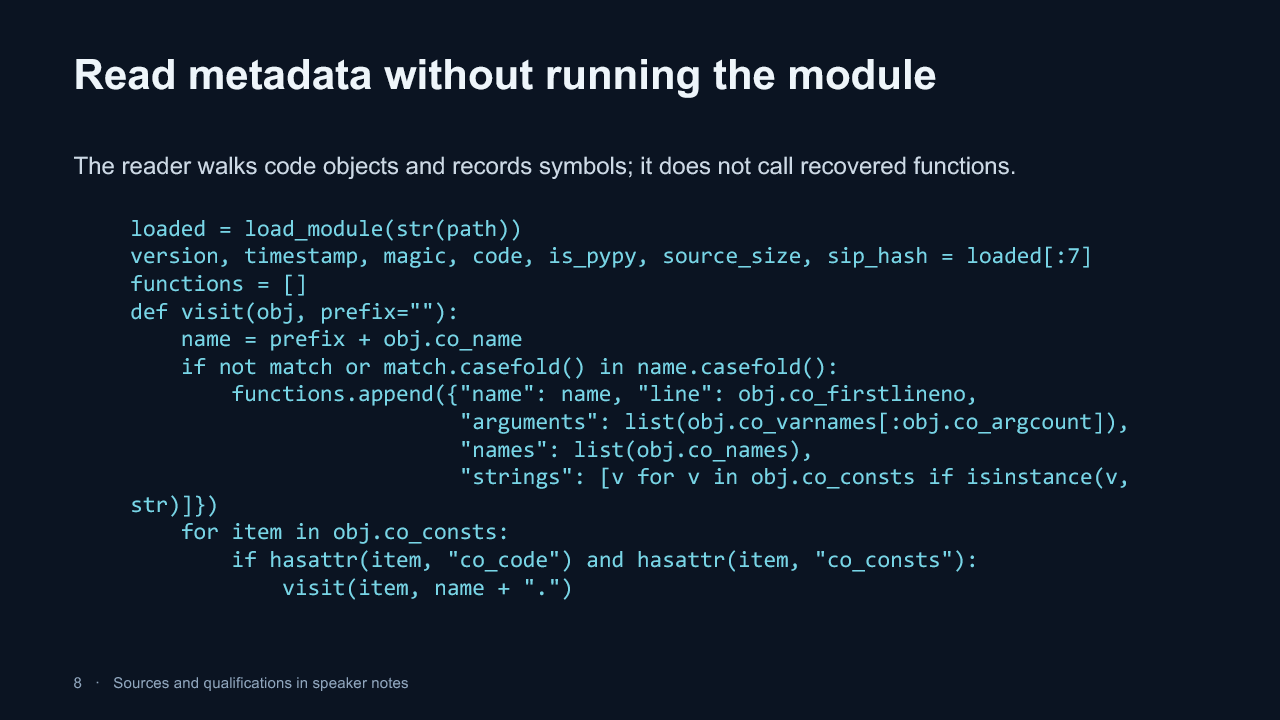 Read metadata without running the module
The reader walks code objects and records symbols; it does not call recovered functions.
loaded = load_module(str(path))
version, timestamp, magic, code, is_pypy, source_size, sip_hash = loaded[:7]
functions = []
def visit(obj, prefix=""):
    name = prefix + obj.co_name
    if not match or match.casefold() in name.casefold():
        functions.append({"name": name, "line": obj.co_firstlineno,
                          "arguments": list(obj.co_varnames[:obj.co_argcount]),
                          "names": list(obj.co_names),
                          "strings": [v for v in obj.co_consts if isinstance(v,
str)]})
    for item in obj.co_consts:
        if hasattr(item, "co_code") and hasattr(item, "co_consts"):
            visit(item, name + ".")
8 · Sources and qualifications in speaker notes